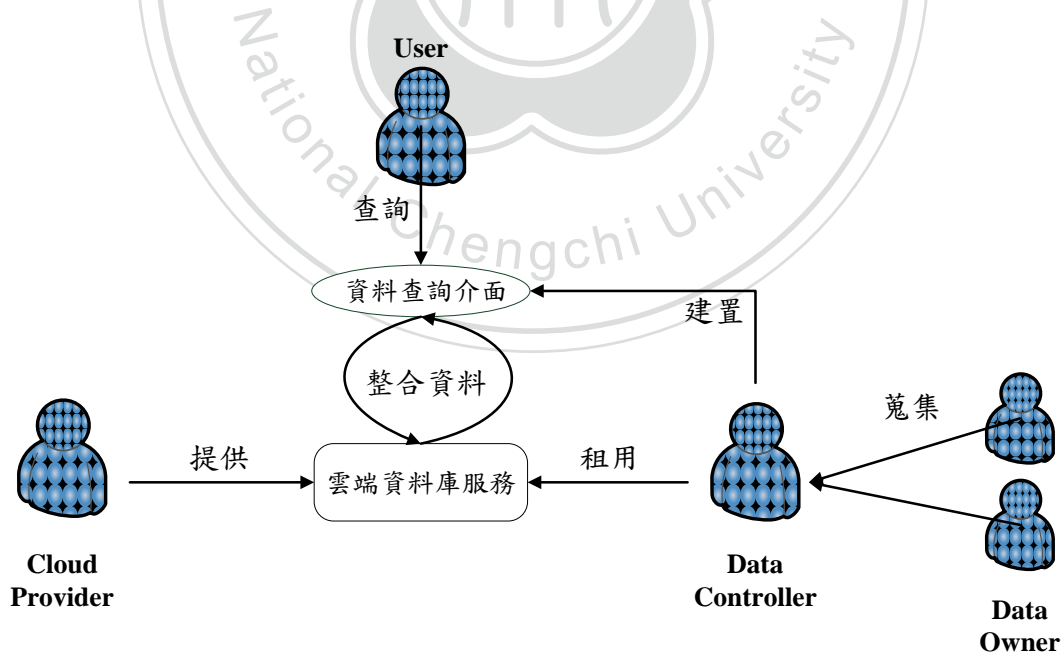 User
National Chengchi University
查詢
資料查詢介面
建置
整合資料
蒐集
提供
雲端資料庫服務
租用
Cloud
Provider
Data
Controller
Data
Owner